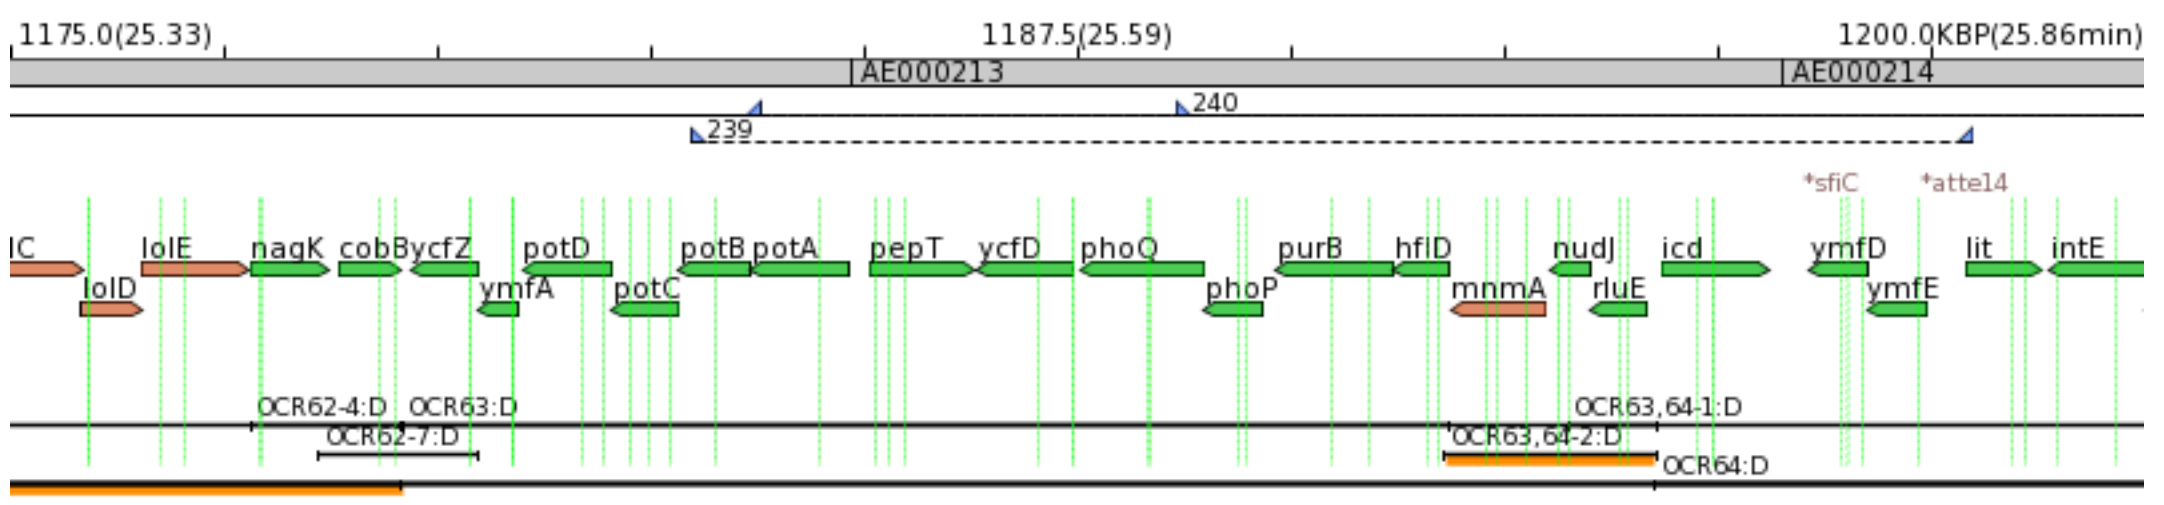 1175.0(25.33) 1187.5(25.59) 1200.0KBP(25.86min)
AE000213 AE000214
240
239
*sfiC *atte14
lC lolE nagK cobB ycfZ potD potB potA pepT ycfD phoQ purB hflD nudJ icd ymfD lit intE
lolD ymfA potC phoP mnmA rluE ymfE
OCR62-4:D OCR63:D OCR63,64-1:D
OCR62-7:D OCR63,64-2:D
OCR64:D